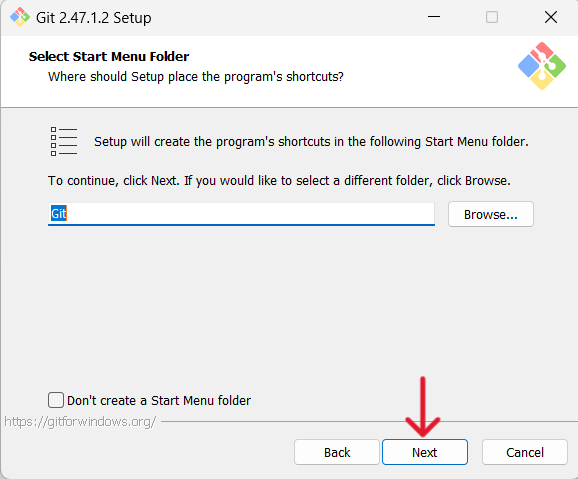 Git 2.47.1.2 Setup
Select Start Menu Folder
Where should Setup place the program's shortcuts?
Setup will create the program's shortcuts in the following Start Menu folder.
To continue, click Next. If you would like to select a different folder, click Browse.
Git
Browse...
Don't create a Start Menu folder
https://gitforwindows.org/
Back
Next
Cancel